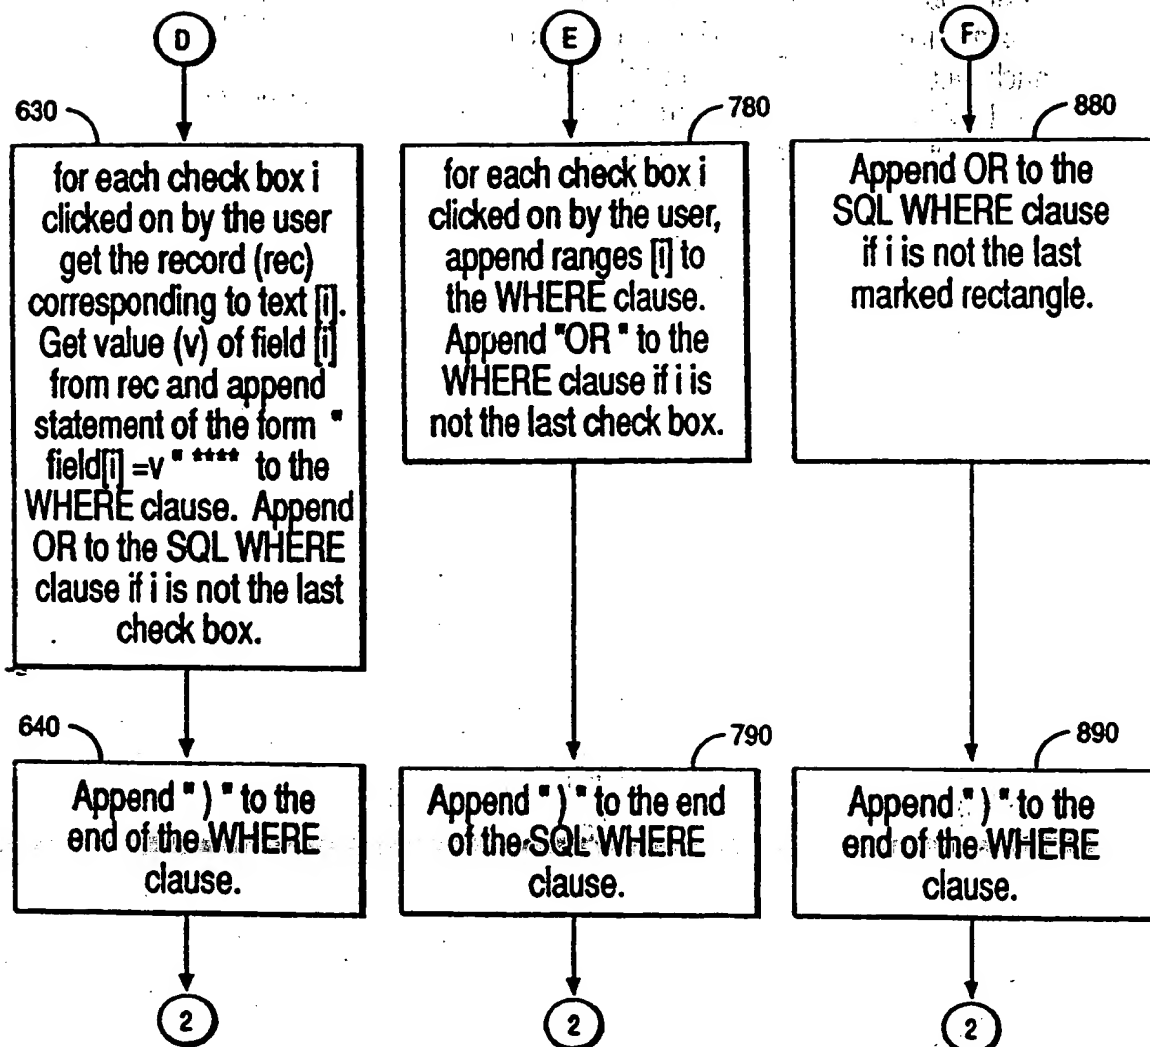 D
630
for each check box i
clicked on by the user
get the record (rec)
corresponding to text [i].
Get value (v) of field [i]
from rec and append
statement of the form "
field[i] =v " **** to the
WHERE clause. Append
OR to the SQL WHERE
clause if i is not the last
check box.
640
Append " ) " to the
end of the WHERE
clause.
2
E
780
for each check box i
clicked on by the user,
append ranges [i] to
the WHERE clause.
Append "OR " to the
WHERE clause if i is
not the last check box.
790
Append " ) " to the end
of the SQL WHERE
clause.
2
F
880
Append OR to the
SQL WHERE clause
if i is not the last
marked rectangle.
890
Append " ) " to the
end of the WHERE
clause.
2